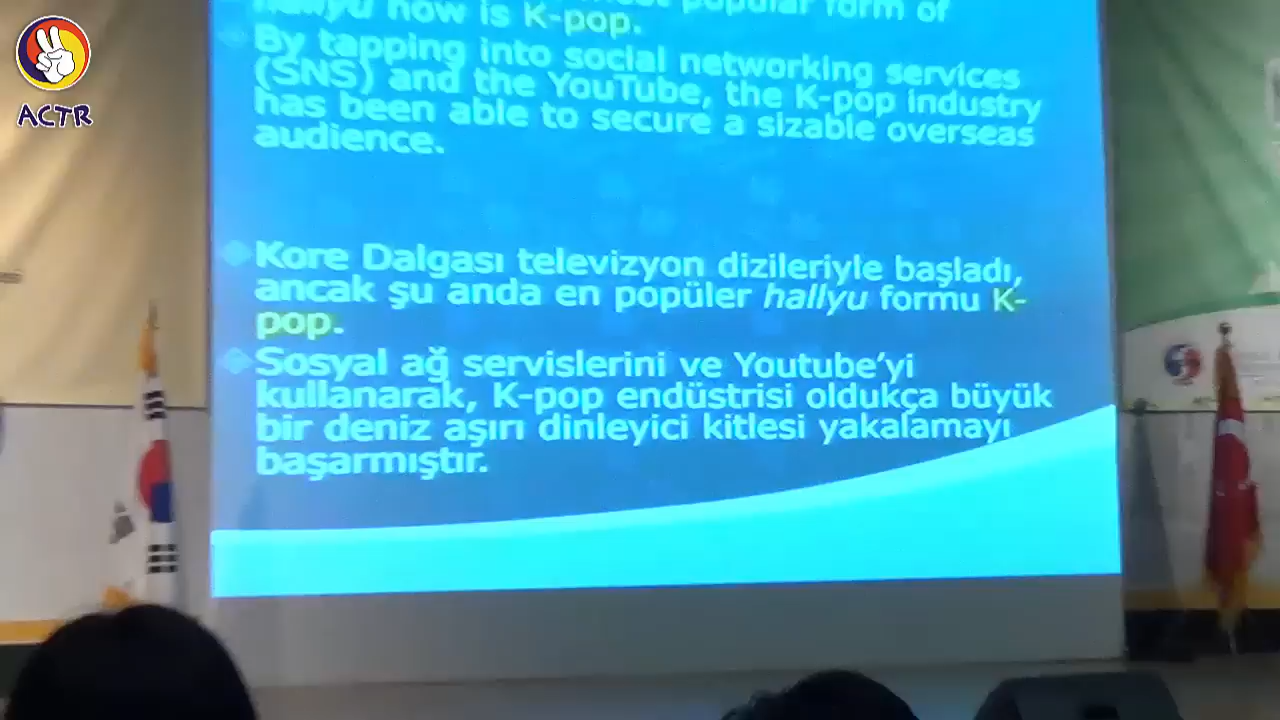 ACTR
popular form of
hallyu now is K-pop.
By tapping into social networking services
(SNS) and the YouTube, the K-pop industry
has been able to secure a sizable overseas
audience.
Kore Dalgası televizyon dizileriyle başladı,
ancak şu anda en popüler hallyu formu K-
pop.
Sosyal ağ servislerini ve Youtube’yi
kullanarak, K-pop endüstrisi oldukça büyük
bir deniz aşırı dinleyici kitlesi yakalamayı
başarmıştır.